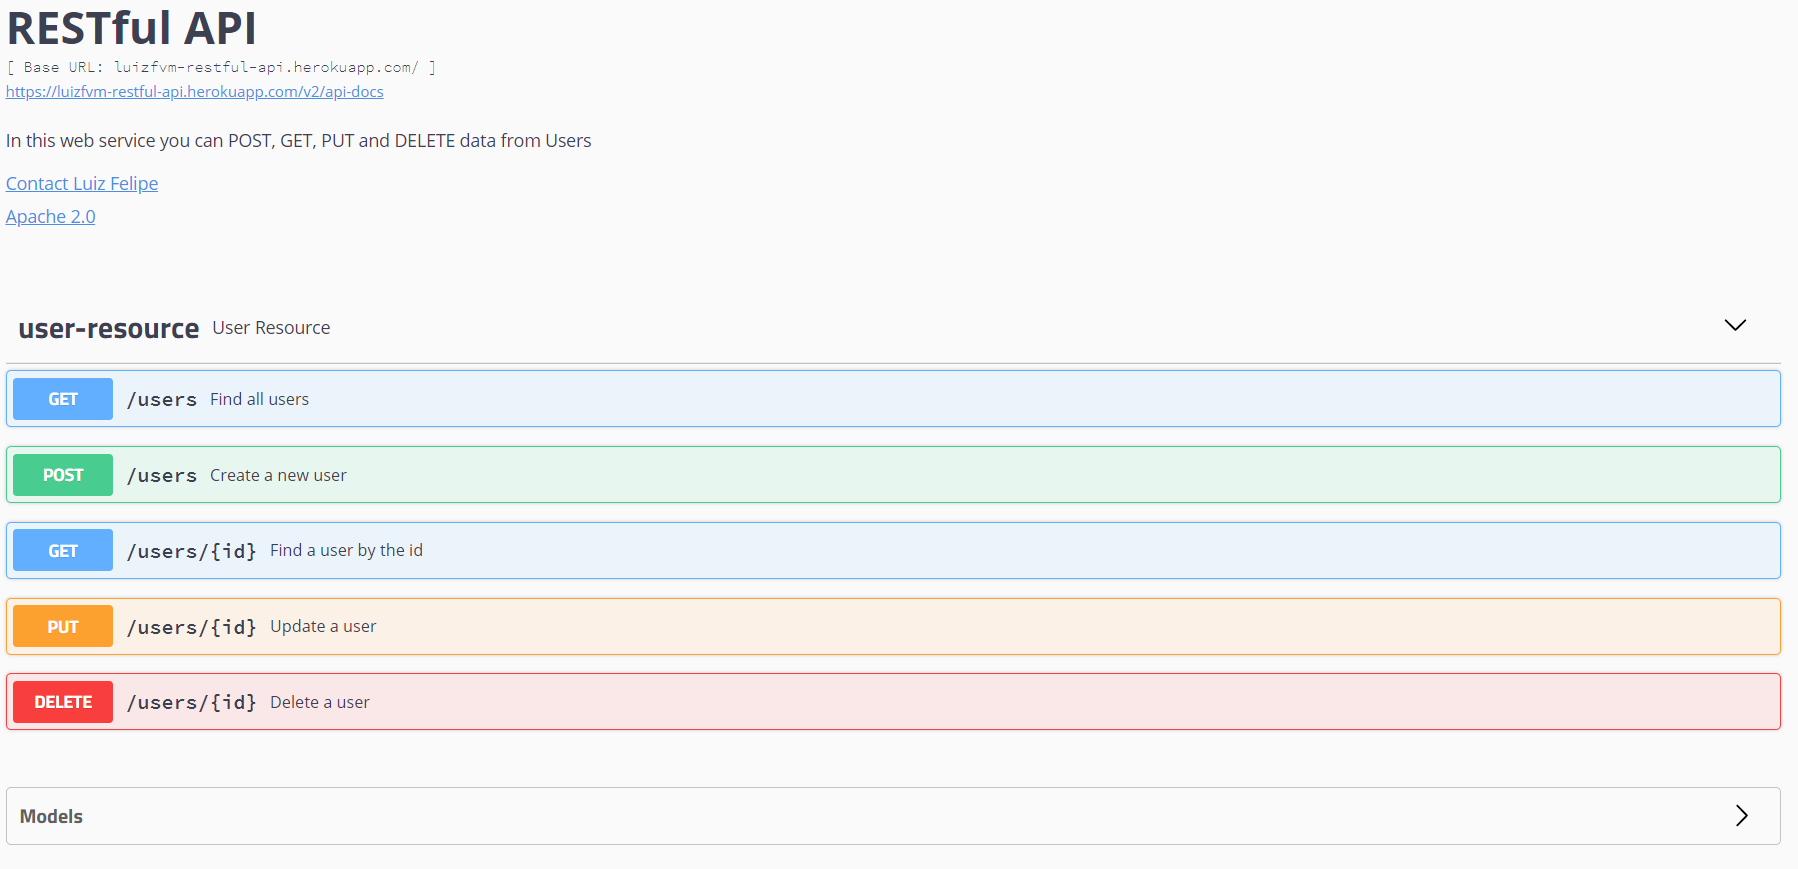 RESTful API
[ Base URL: luizfvm-restful-api.herokuapp.com/ ]
https://luizfvm-restful-api.herokuapp.com/v2/api-docs
In this web service you can POST, GET, PUT and DELETE data from Users
Contact Luiz Felipe
Apache 2.0
user-resource User Resource
GET /users Find all users
POST /users Create a new user
GET /users/{id} Find a user by the id
PUT /users/{id} Update a user
DELETE /users/{id} Delete a user
Models